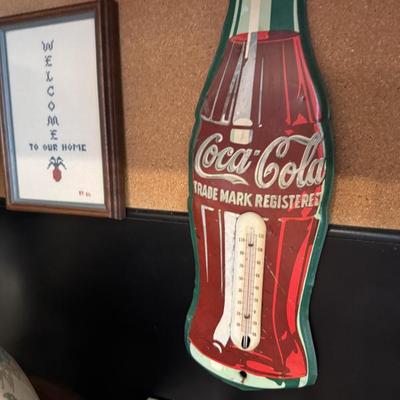 WELCOME
TO OUR HOME
Coca-Cola
TRADE MARK REGISTERED